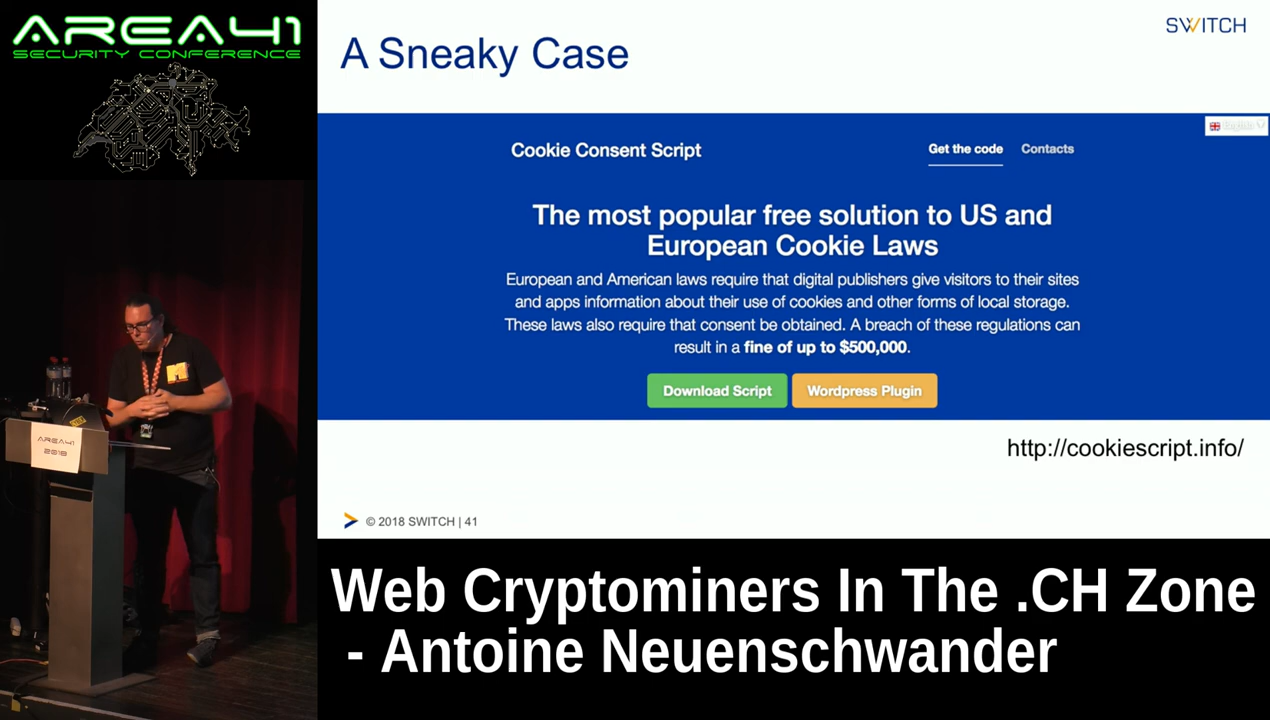 AREA41
SECURITY CONFERENCE
A Sneaky Case
SWITCH
English
Cookie Consent Script
Get the code
Contacts
The most popular free solution to US and
European Cookie Laws
European and American laws require that digital publishers give visitors to their sites
and apps information about their use of cookies and other forms of local storage.
These laws also require that consent be obtained. A breach of these regulations can
result in a fine of up to $500,000.
Download Script
Wordpress Plugin
http://cookiescript.info/
© 2018 SWITCH | 41
AREA41
2018
Web Cryptominers In The .CH Zone
- Antoine Neuenschwander